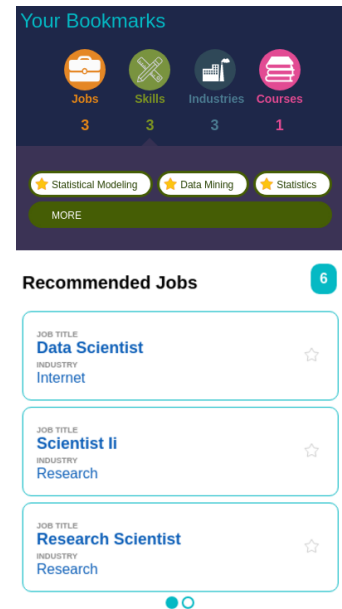 Your Bookmarks
Jobs Skills Industries Courses
3 3 3 1
Statistical Modeling Data Mining Statistics
MORE
Recommended Jobs 6
JOB TITLE
Data Scientist
INDUSTRY
Internet
JOB TITLE
Scientist Ii
INDUSTRY
Research
JOB TITLE
Research Scientist
INDUSTRY
Research